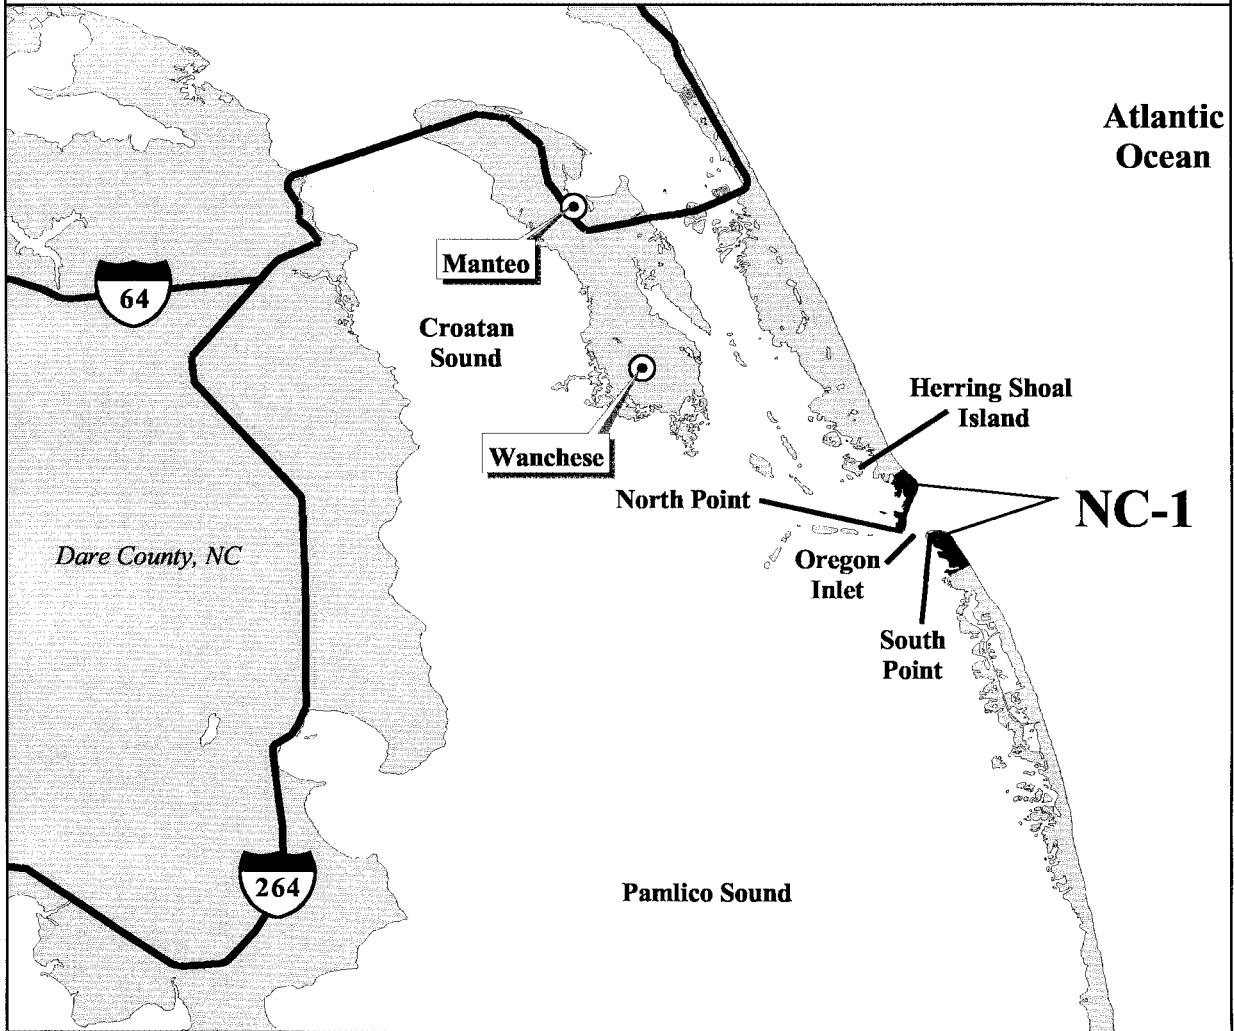 Atlantic
Ocean
Manteo
64
Croatan
Sound
Herring Shoal
Island
Wanchese
North Point
NC-1
Dare County, NC
Oregon
Inlet
South
Point
264
Pamlico Sound